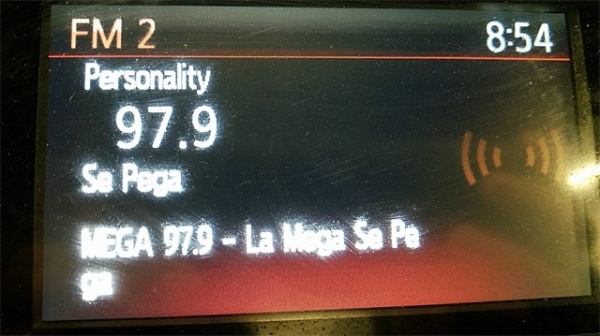 FM 2 8:54
Personality
97.9
Se Pega
MEGA 97.9 - La Mega Se Pe
ga